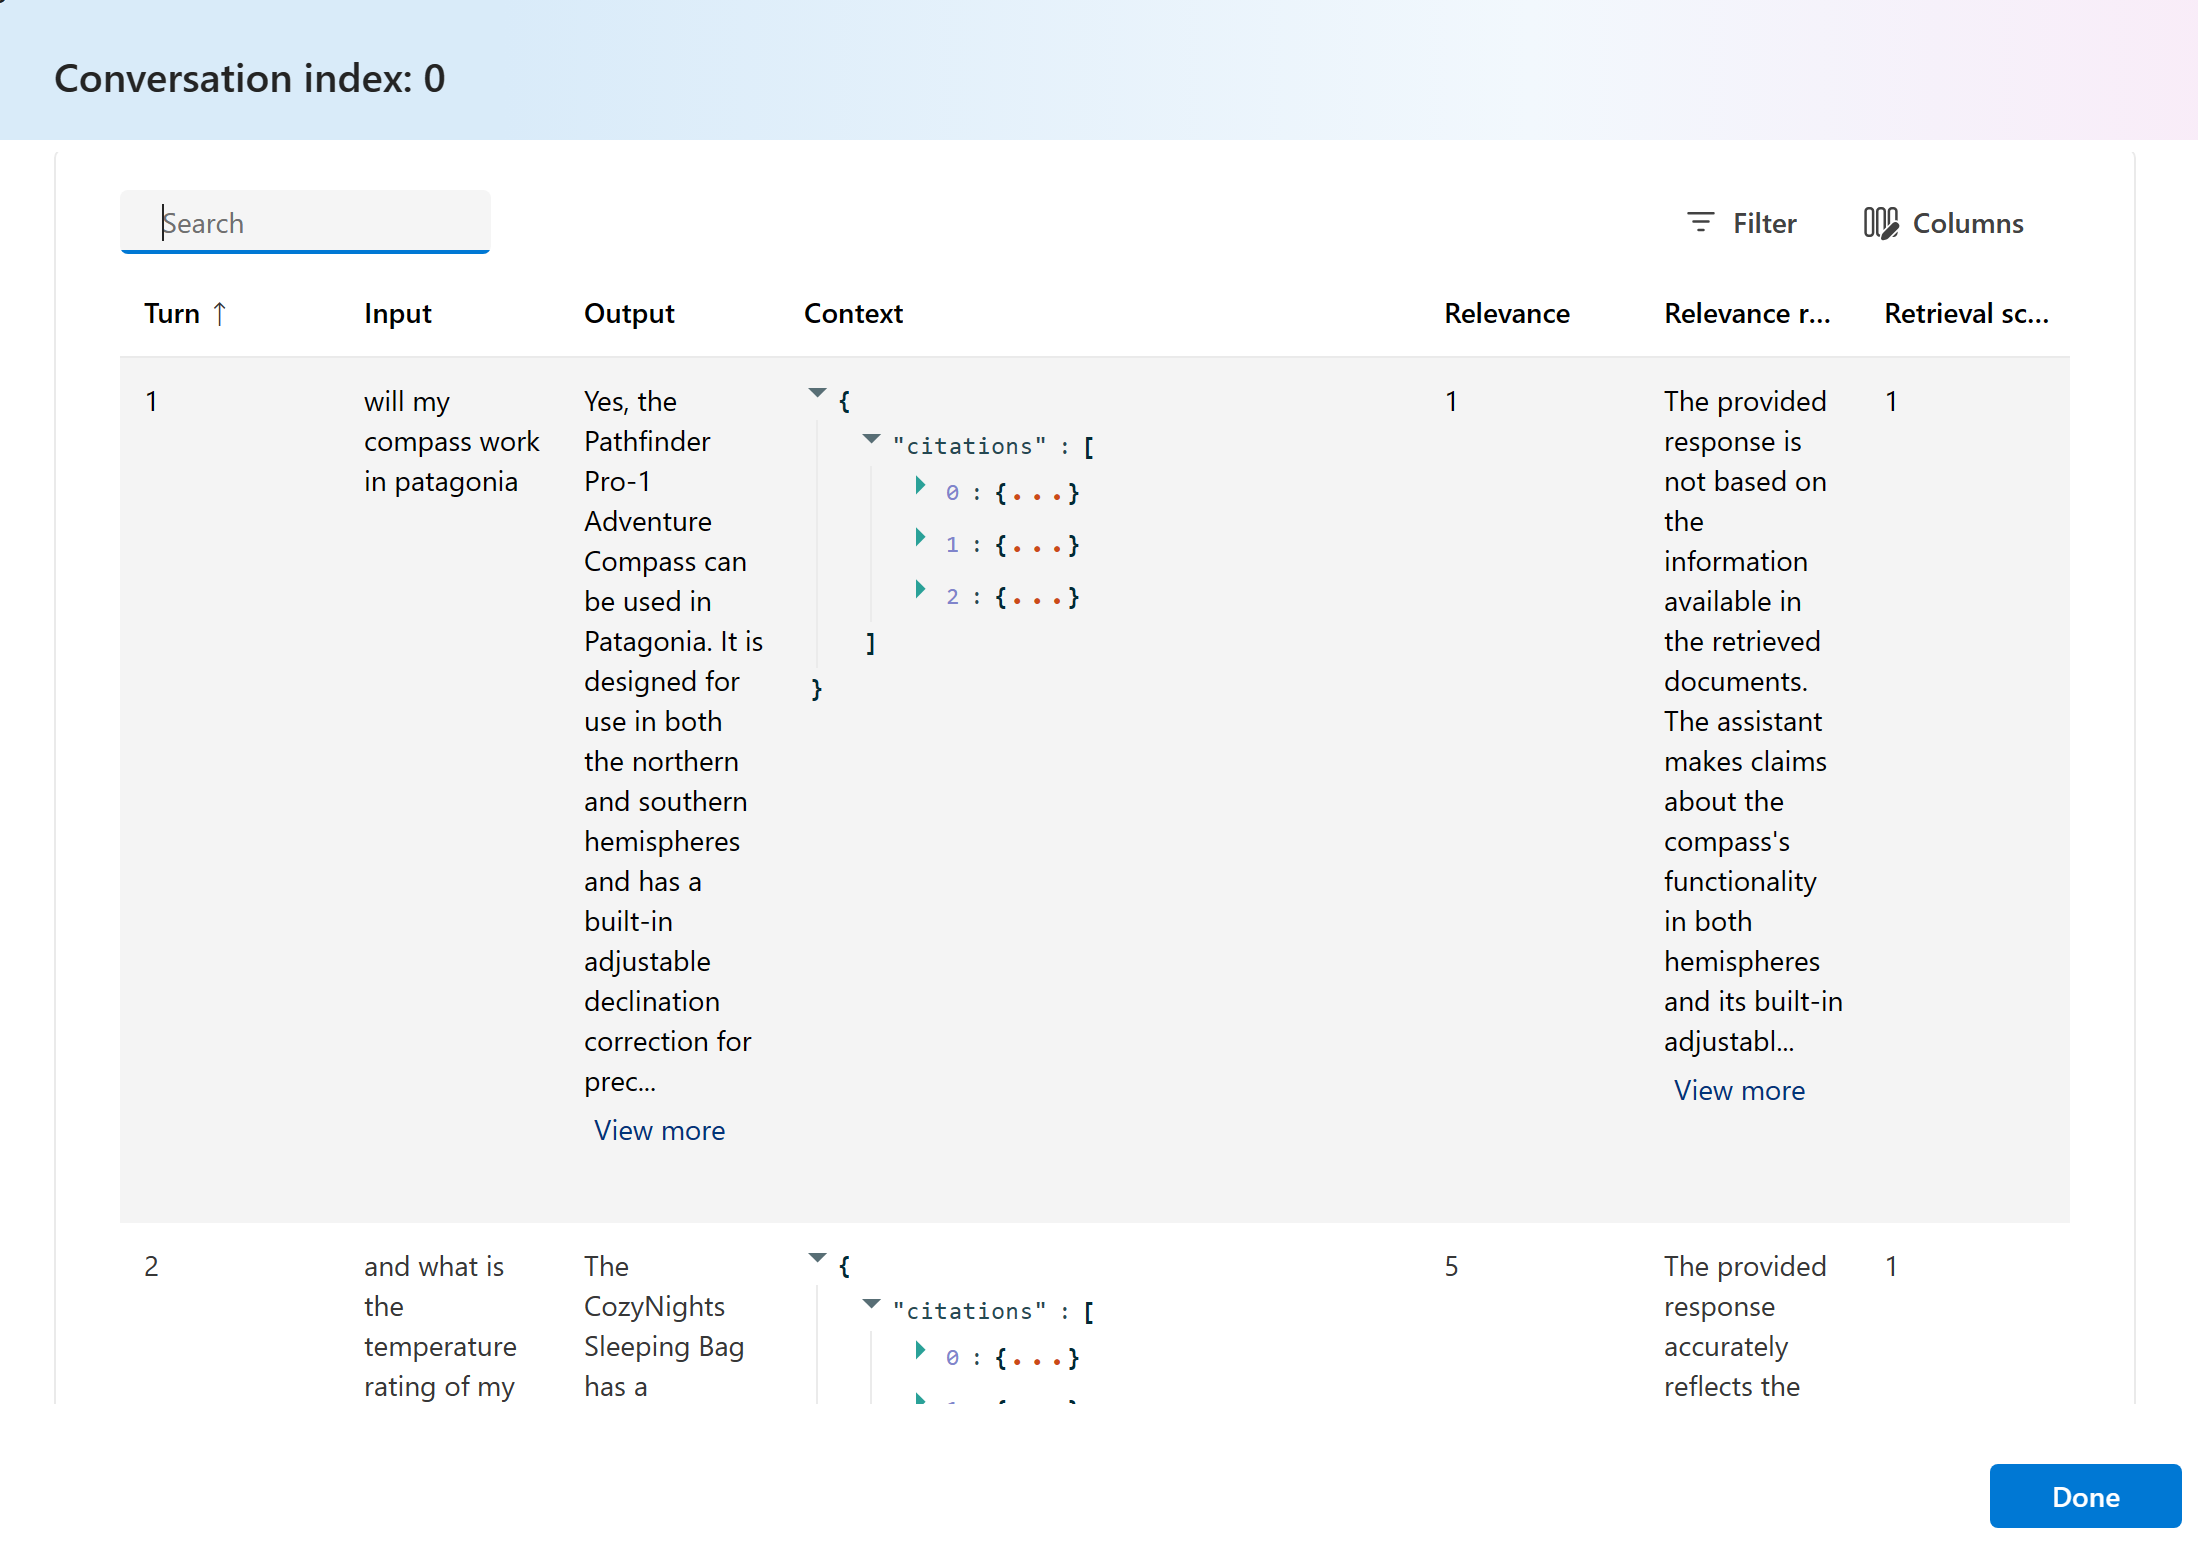 Conversation index: 0
Search
Filter
Columns
Turn ↑
Input
Output
Context
Relevance
Relevance r...
Retrieval sc...
1
will my
compass work
in patagonia
Yes, the
Pathfinder
Pro-1
Adventure
Compass can
be used in
Patagonia. It is
designed for
use in both
the northern
and southern
hemispheres
and has a
built-in
adjustable
declination
correction for
prec...
View more
{
"citations" : [
0 : {...}
1 : {...}
2 : {...}
]
}
1
The provided
response is
not based on
the
information
available in
the retrieved
documents.
The assistant
makes claims
about the
compass's
functionality
in both
hemispheres
and its built-in
adjustabl...
View more
1
2
and what is
the
temperature
rating of my
The
CozyNights
Sleeping Bag
has a
{
"citations" : [
0 : {...}
5
The provided
response
accurately
reflects the
1
Done